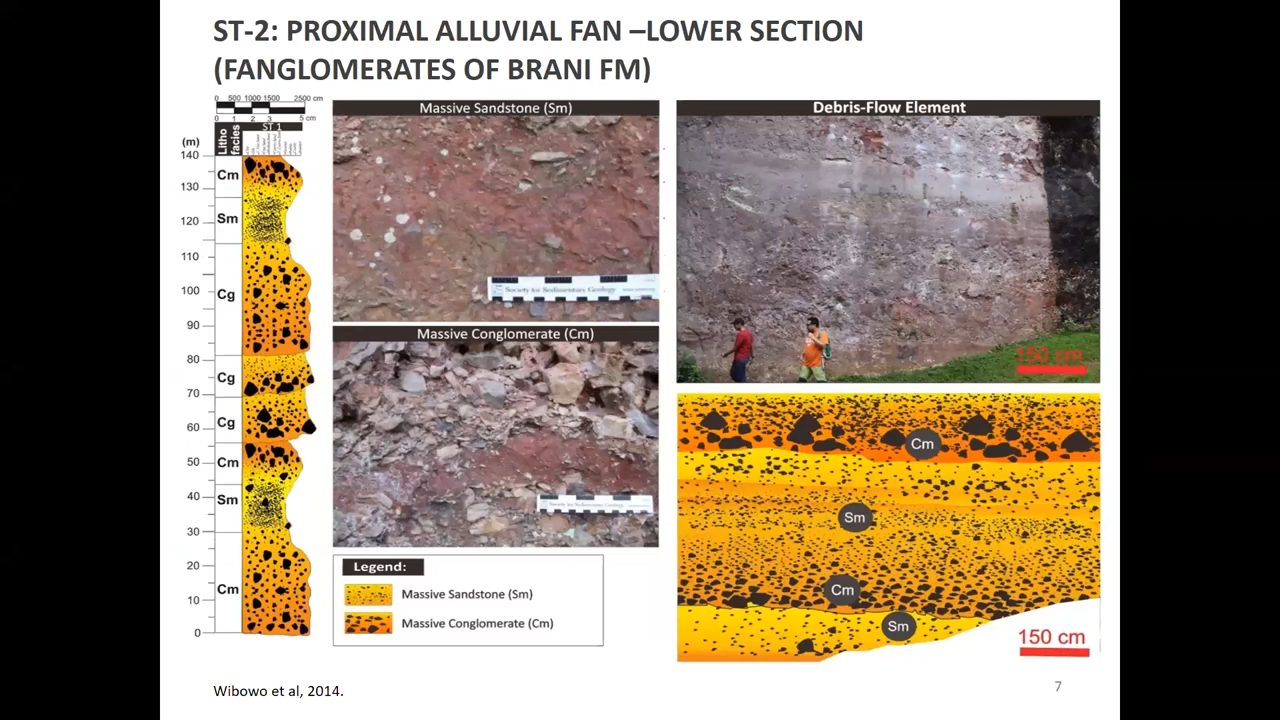 ST-2: PROXIMAL ALLUVIAL FAN –LOWER SECTION
(FANGLOMERATES OF BRANI FM)
0 500 1000 1500 2500 cm
0 1 2 3 5 cm
ST 1
Litho facies
(m)
140
Cm
130
Sm
120
110
100
Cg
90
80
Cg
70
Cg
60
50
Cm
40
Sm
30
20
Cm
10
0
Massive Sandstone (Sm)
Society for Sedimentary Geology
Massive Conglomerate (Cm)
Society for Sedimentary Geology
Legend:
Massive Sandstone (Sm)
Massive Conglomerate (Cm)
Debris-Flow Element
150 cm
Cm
Sm
Cm
Sm
150 cm
Wibowo et al, 2014.
7